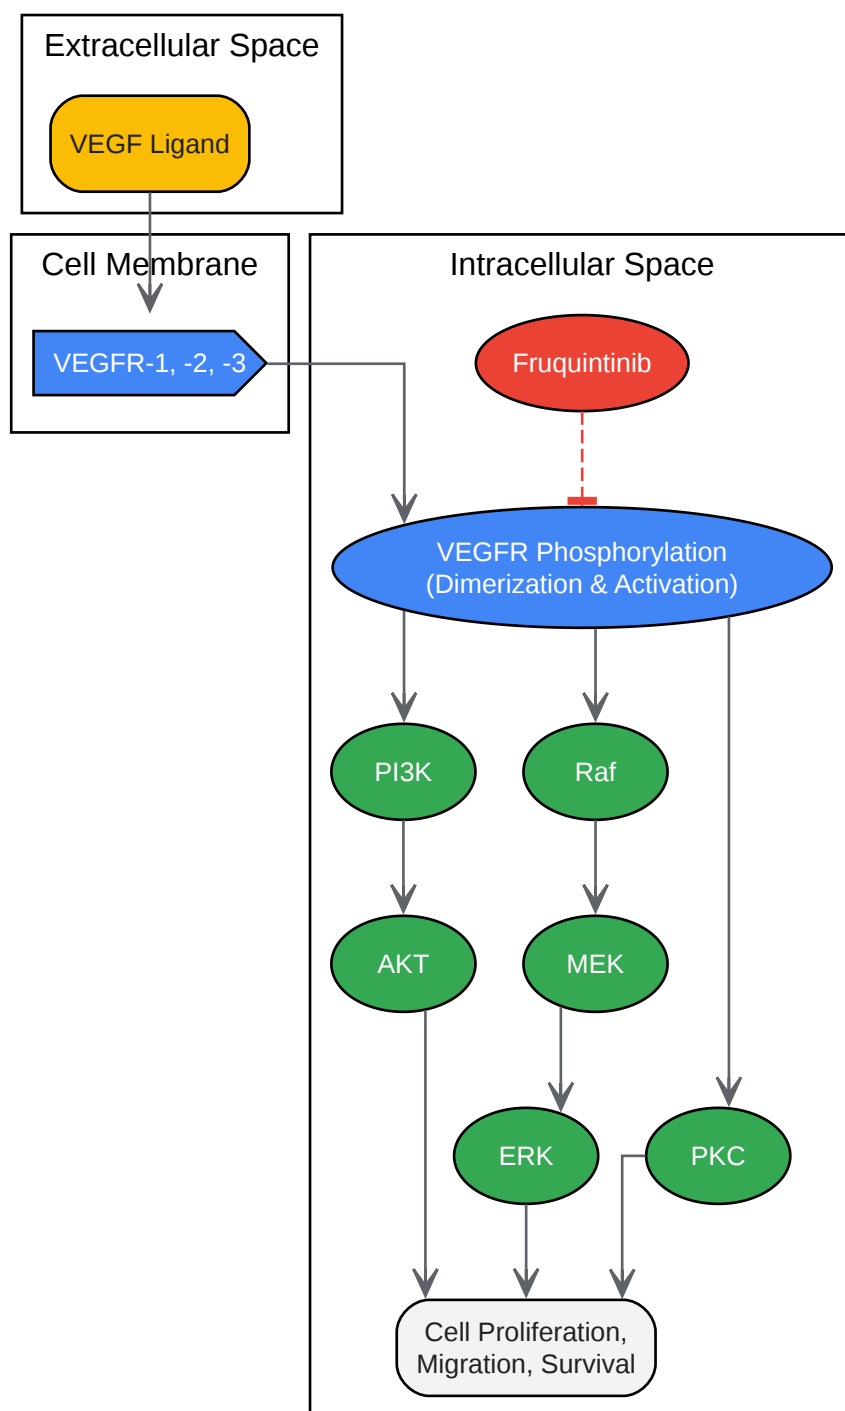 Extracellular Space
VEGF Ligand
Cell Membrane
VEGFR-1, -2, -3
Intracellular Space
Fruquintinib
VEGFR Phosphorylation
(Dimerization & Activation)
PI3K
Raf
AKT
MEK
ERK
PKC
Cell Proliferation,
Migration, Survival